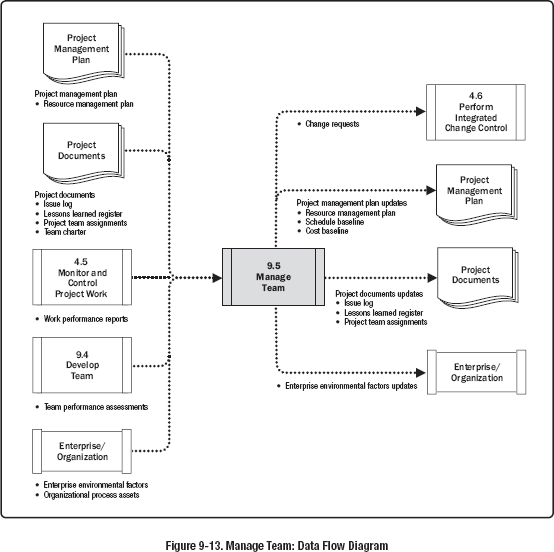 Project
Management
Plan
Project management plan
• Resource management plan
Project
Documents
Project documents
• Issue log
• Lessons learned register
• Project team assignments
• Team charter
4.5
Monitor and
Control
Project Work
• Work performance reports
9.4
Develop
Team
• Team performance assessments
Enterprise/
Organization
• Enterprise environmental factors
• Organizational process assets
9.5
Manage
Team
4.6
Perform
Integrated
Change Control
• Change requests
Project
Management
Plan
Project management plan updates
• Resource management plan
• Schedule baseline
• Cost baseline
Project
Documents
Project documents updates
• Issue log
• Lessons learned register
• Project team assignments
Enterprise/
Organization
• Enterprise environmental factors updates
Figure 9-13. Manage Team: Data Flow Diagram